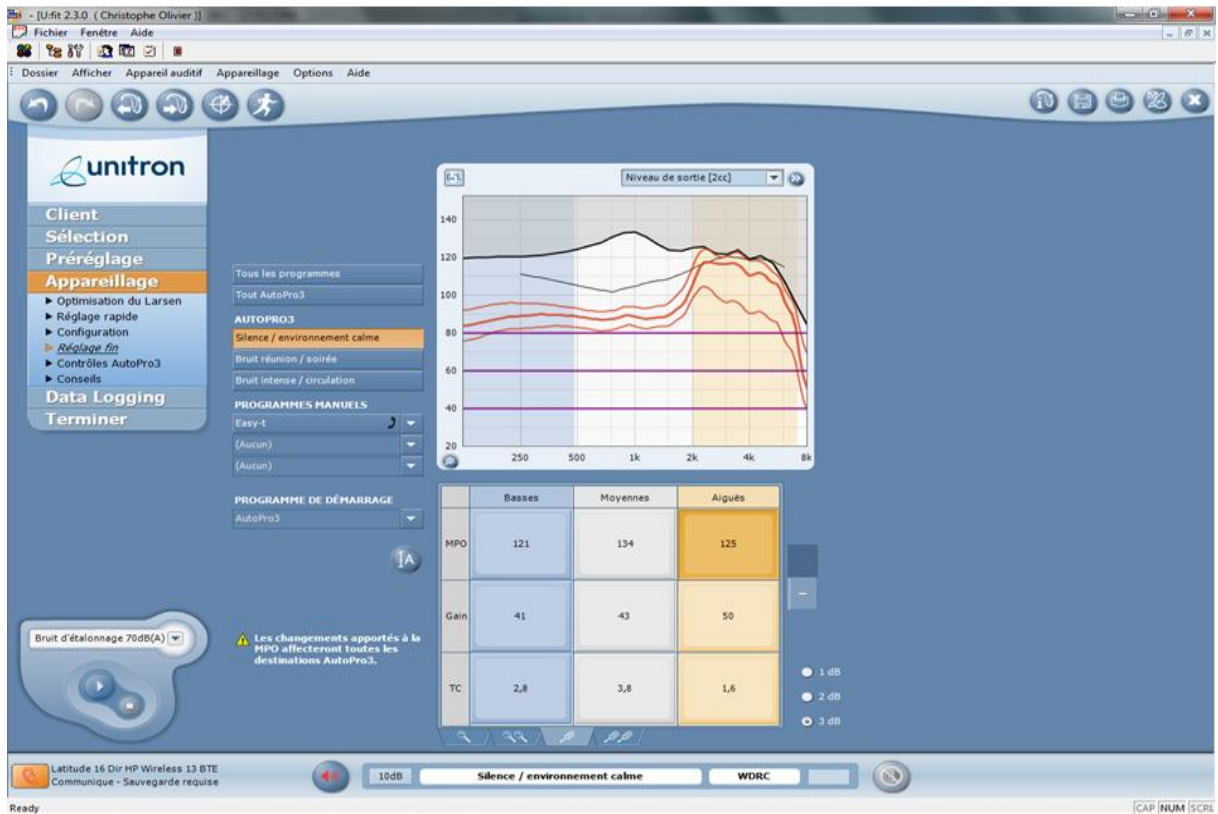 - [U:fit 2.3.0 ( Christophe Olivier )]
Fichier Fenêtre Aide
Dossier Afficher Appareil auditif Appareillage Options Aide
unitron
Client
Sélection
Préréglage
Appareillage
Optimisation du Larsen
Réglage rapide
Configuration
Réglage fin
Contrôles AutoPro3
Conseils
Data Logging
Terminer
Tous les programmes
Tout AutoPro3
AUTOPRO3
Silence / environnement calme
Bruit réunion / soirée
Bruit intense / circulation
PROGRAMMES MANUELS
Easy-t
(Aucun)
(Aucun)
PROGRAMME DE DÉMARRAGE
AutoPro3
Les changements apportés à la
MPO affecteront toutes les
destinations AutoPro3.
Niveau de sortie [2cc]
140
120
100
80
60
40
20
250 500 1k 2k 4k 8k
Basses Moyennes Aiguës
MPO 121 134 125
Gain 41 43 50
TC 2,8 3,8 1,6
1 dB
2 dB
3 dB
Bruit d'étalonnage 70dB(A)
Latitude 16 Dir HP Wireless 13 BTE
Communique - Sauvegarde requise
10dB Silence / environnement calme WDRC
Ready CAP NUM SCRL